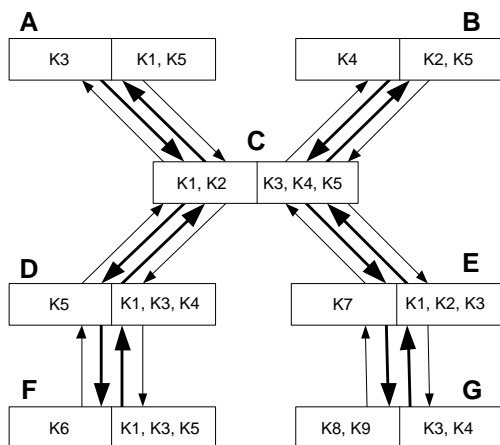 A
B
K3
K1, K5
K4
K2, K5
C
K1, K2
K3, K4, K5
D
E
K5
K1, K3, K4
K7
K1, K2, K3
F
G
K6
K1, K3, K5
K8, K9
K3, K4